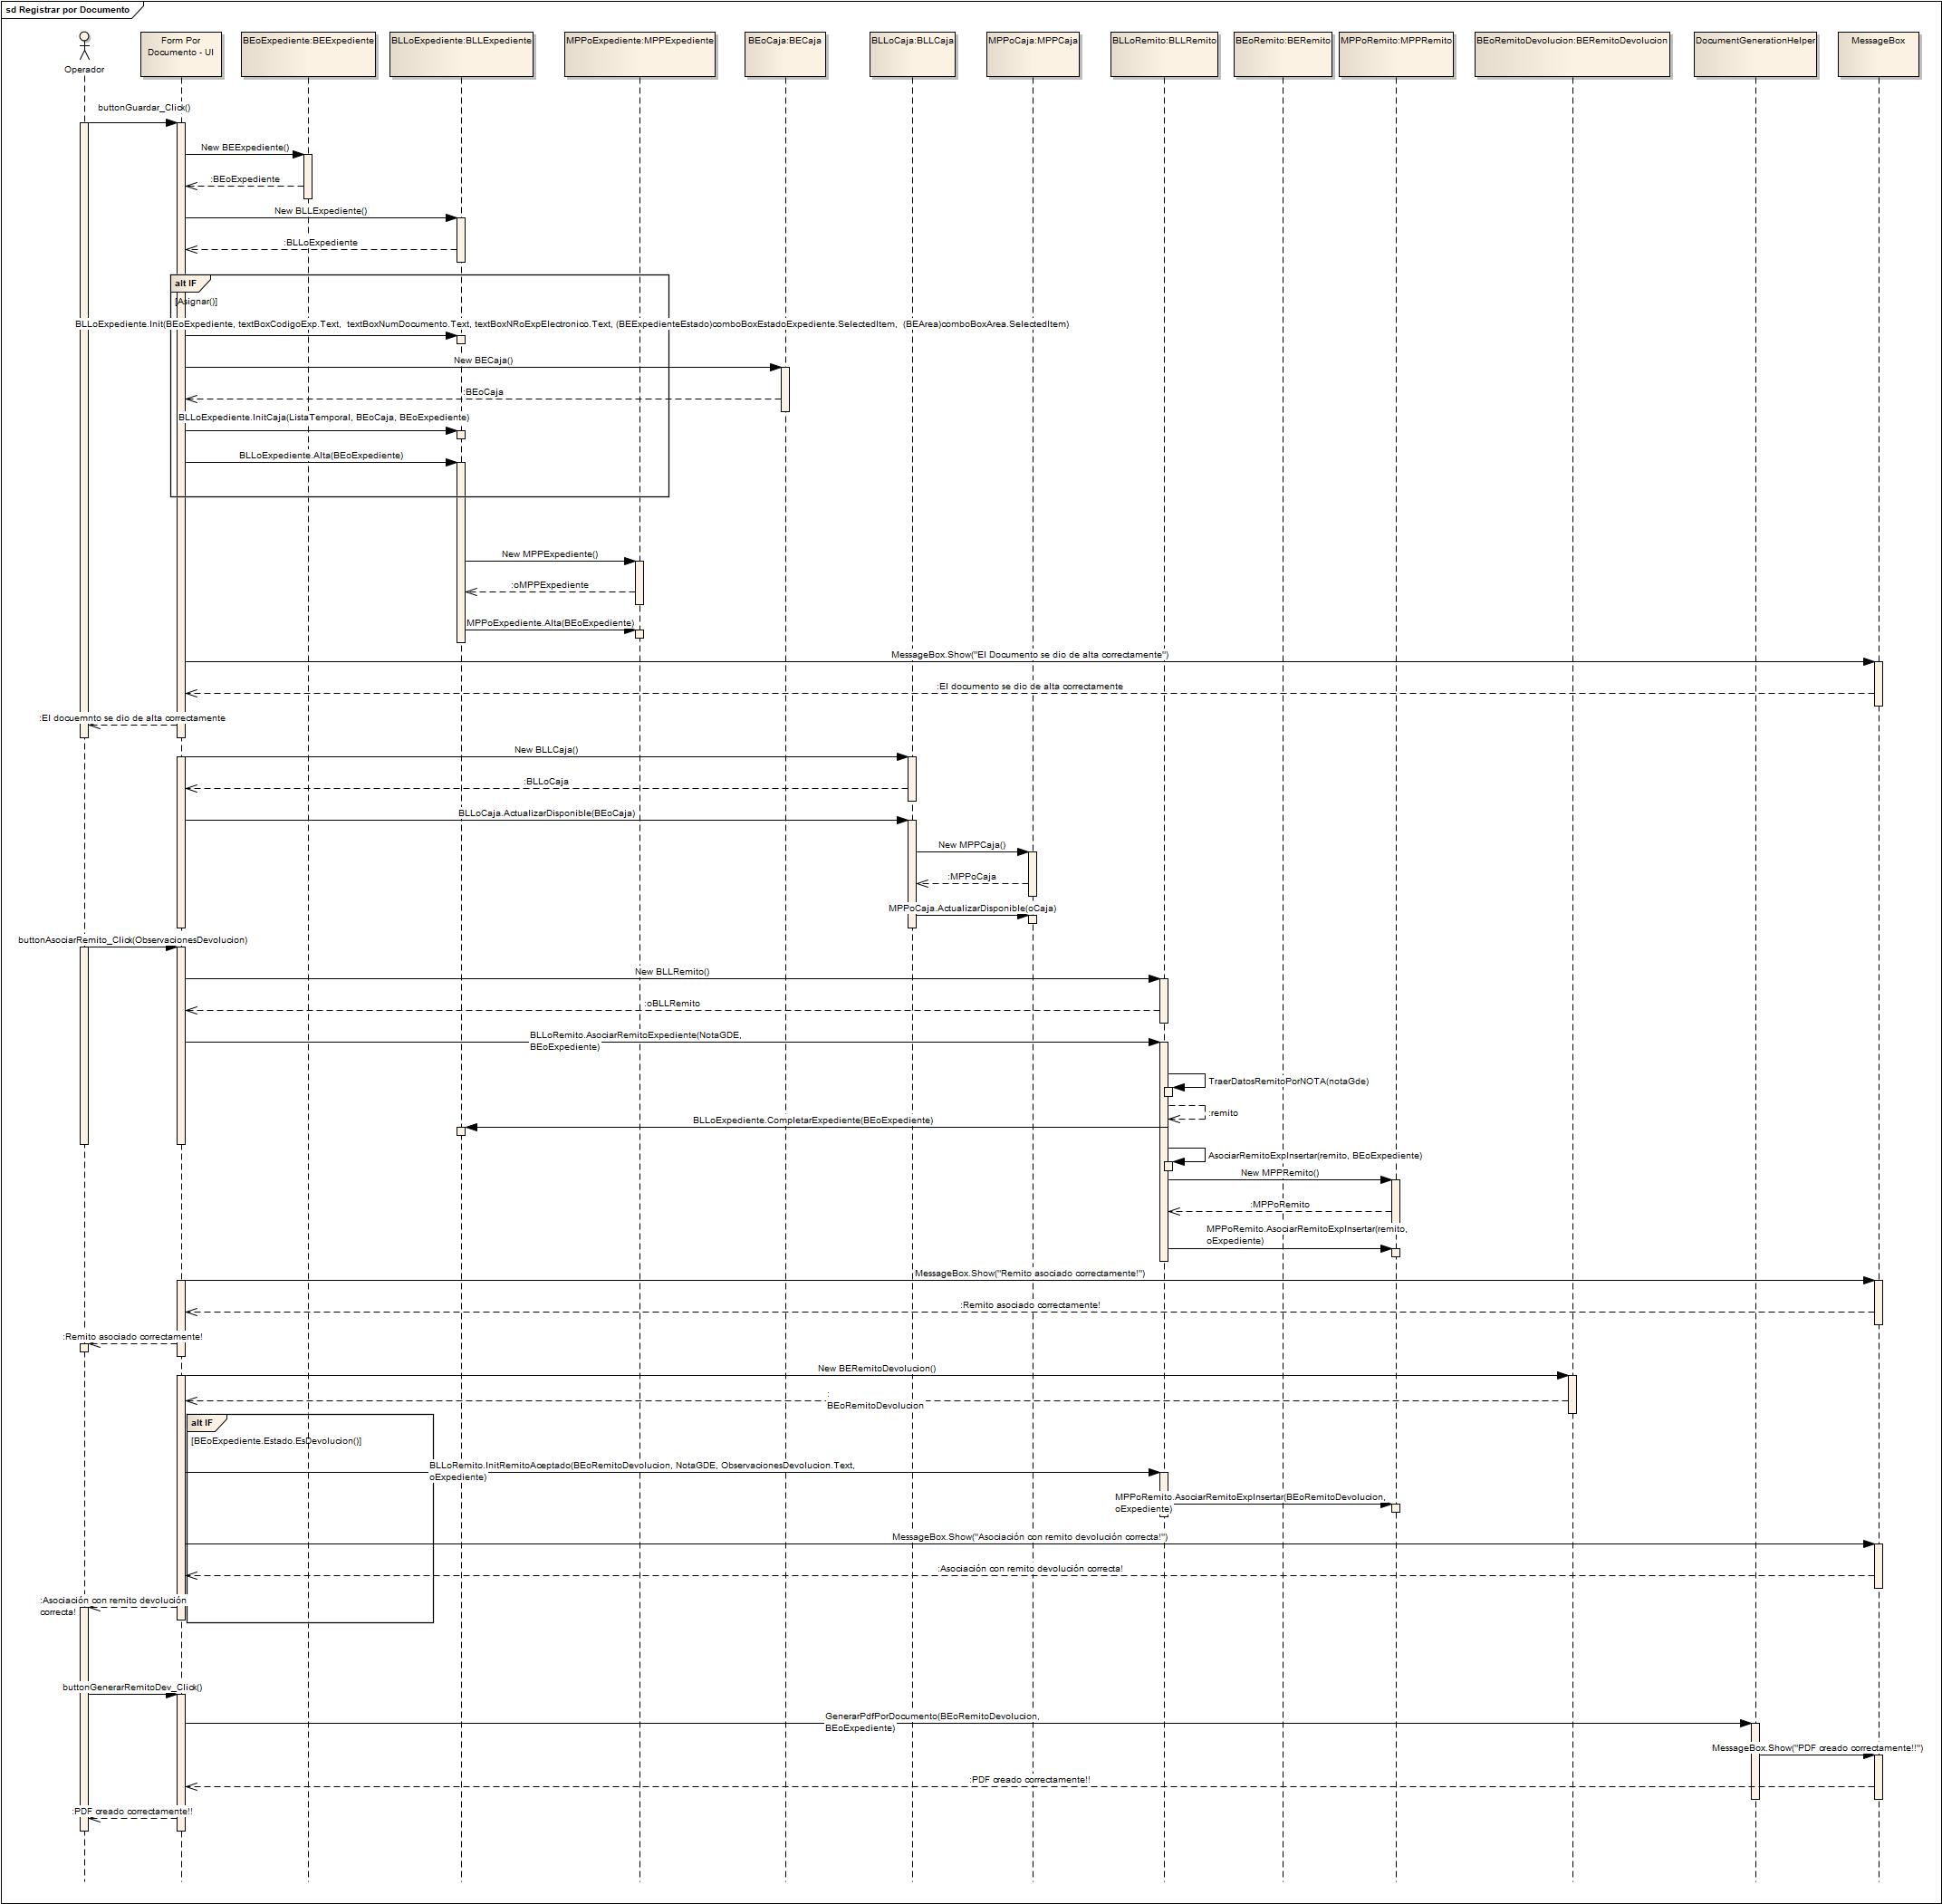 sd Registrar por Documento
Operador
Form Por
Documento - UI
BEoExpediente:BEExpediente
BLLoExpediente:BLLExpediente
MPPoExpediente:MPPExpediente
BEoCaja:BECaja
BLLoCaja:BLLCaja
MPPoCaja:MPPCaja
BLLoRemito:BLLRemito
BEoRemito:BERemito
MPPoRemito:MPPRemito
BEoRemitoDevolucion:BERemitoDevolucion
DocumentGenerationHelper
MessageBox
buttonGuardar_Click()
New BEExpediente()
:BEoExpediente
New BLLExpediente()
:BLLoExpediente
alt IF
[Asignar()]
BLLoExpediente.Init(BEoExpediente, textBoxCodigoExp.Text, textBoxNumDocumento.Text, textBoxNRoExpElectronico.Text, (BEExpedienteEstado)comboBoxEstadoExpediente.SelectedItem, (BEArea)comboBoxArea.SelectedItem)
New BECaja()
:BEoCaja
BLLoExpediente.InitCaja(ListaTemporal, BEoCaja, BEoExpediente)
BLLoExpediente.Alta(BEoExpediente)
New MPPExpediente()
:oMPPExpediente
MPPoExpediente.Alta(BEoExpediente)
MessageBox.Show("El Documento se dio de alta correctamente")
:El documento se dio de alta correctamente
:El docuemnto se dio de alta correctamente
New BLLCaja()
:BLLoCaja
BLLoCaja.ActualizarDisponible(BEoCaja)
New MPPCaja()
:MPPoCaja
MPPoCaja.ActualizarDisponible(oCaja)
buttonAsociarRemito_Click(ObservacionesDevolucion)
New BLLRemito()
:oBLLRemito
BLLoRemito.AsociarRemitoExpediente(NotaGDE,
BEoExpediente)
TraerDatosRemitoPorNOTA(notaGde)
:remito
BLLoExpediente.CompletarExpediente(BEoExpediente)
AsociarRemitoExpInsertar(remito, BEoExpediente)
New MPPRemito()
:MPPoRemito
MPPoRemito.AsociarRemitoExpInsertar(remito,
oExpediente)
MessageBox.Show("Remito asociado correctamente!")
:Remito asociado correctamente!
:Remito asociado correctamente!
New BERemitoDevolucion()
:
BEoRemitoDevolucion
alt IF
[BEoExpediente.Estado.EsDevolucion()]
BLLoRemito.InitRemitoAceptado(BEoRemitoDevolucion, NotaGDE, ObservacionesDevolucion.Text,
oExpediente)
MPPoRemito.AsociarRemitoExpInsertar(BEoRemitoDevolucion,
oExpediente)
MessageBox.Show("Asociación con remito devolución correcta!")
:Asociación con remito devolución correcta!
:Asociación con remito devolución
correcta!
buttonGenerarRemitoDev_Click()
GenerarPdfPorDocumento(BEoRemitoDevolucion,
BEoExpediente)
MessageBox.Show("PDF creado correctamente!!")
:PDF creado correctamente!!
:PDF creado correctamente!!